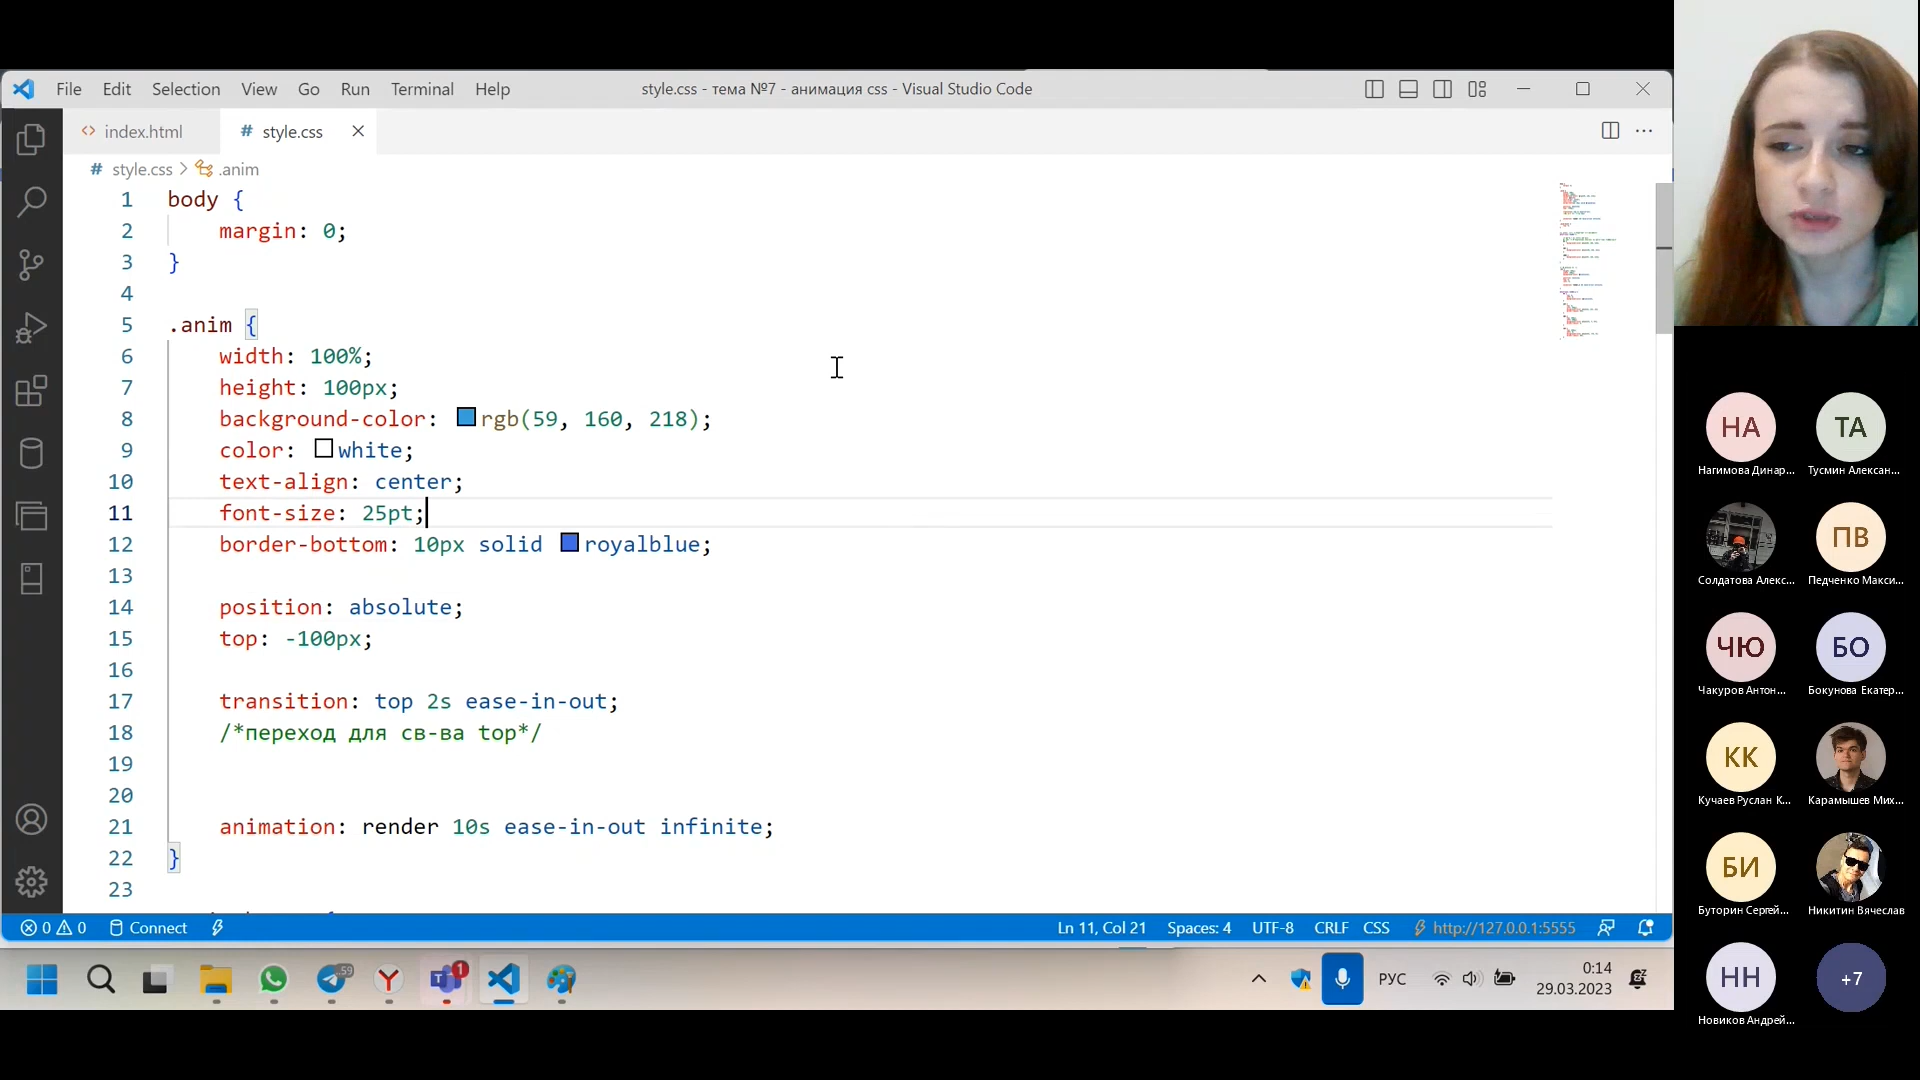 File Edit Selection View Go Run Terminal Help
style.css - тема №7 - анимация css - Visual Studio Code
index.html
# style.css
# style.css > .anim
1 body {
2 margin: 0;
3 }
4
5 .anim {
6 width: 100%;
7 height: 100px;
8 background-color: rgb(59, 160, 218);
9 color: white;
10 text-align: center;
11 font-size: 25pt;
12 border-bottom: 10px solid royalblue;
13
14 position: absolute;
15 top: -100px;
16
17 transition: top 2s ease-in-out;
18 /*переход для св-ва top*/
19
20
21 animation: render 10s ease-in-out infinite;
22 }
23
0 0 Connect
Ln 11, Col 21 Spaces: 4 UTF-8 CRLF CSS http://127.0.0.1:5555
59
1
РУС
0:14
29.03.2023
НА
Нагимова Динар...
ТА
Тусмин Алексан...
Солдатова Алекс...
ПВ
Педченко Макси...
ЧЮ
Чакуров Антон...
БО
Бокунова Екатер...
КК
Кучаев Руслан К...
Карамышев Мих...
БИ
Буторин Сергей...
Никитин Вячеслав
НН
Новиков Андрей...
+7